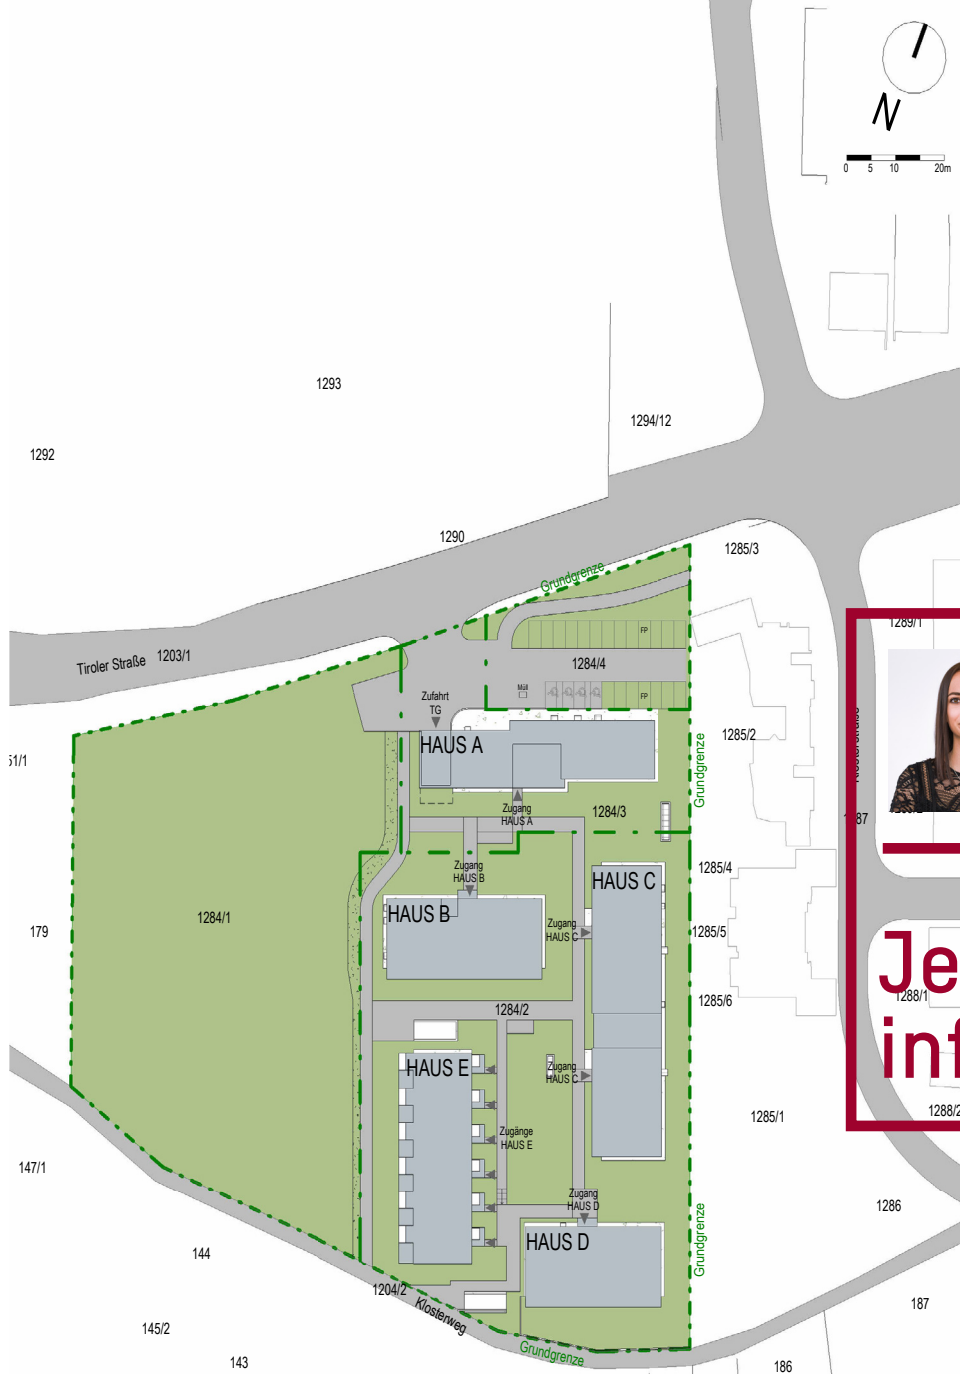 N
0 5 10 20m
1293
1294/12
1292
1290
1285/3
Grundgrenze
1289/1
FP
Tiroler Straße 1203/1
1284/4
Müll
FP
Zufahrt
TG
HAUS A
1285/2
51/1
Grundgrenze
Zugang
HAUS A
1284/3
Zugang
HAUS B
1285/4
HAUS C
HAUS B
1284/1
179
Zugang
HAUS C
1285/5
Je
1285/6
1288/1
1284/2
inf
HAUS E
Zugang
HAUS C
1288/2
1285/1
Zugänge
HAUS E
147/1
Zugang
HAUS D
1286
Grundgrenze
HAUS D
144
1204/2
Klosterweg
187
145/2
Grundgrenze
143
186